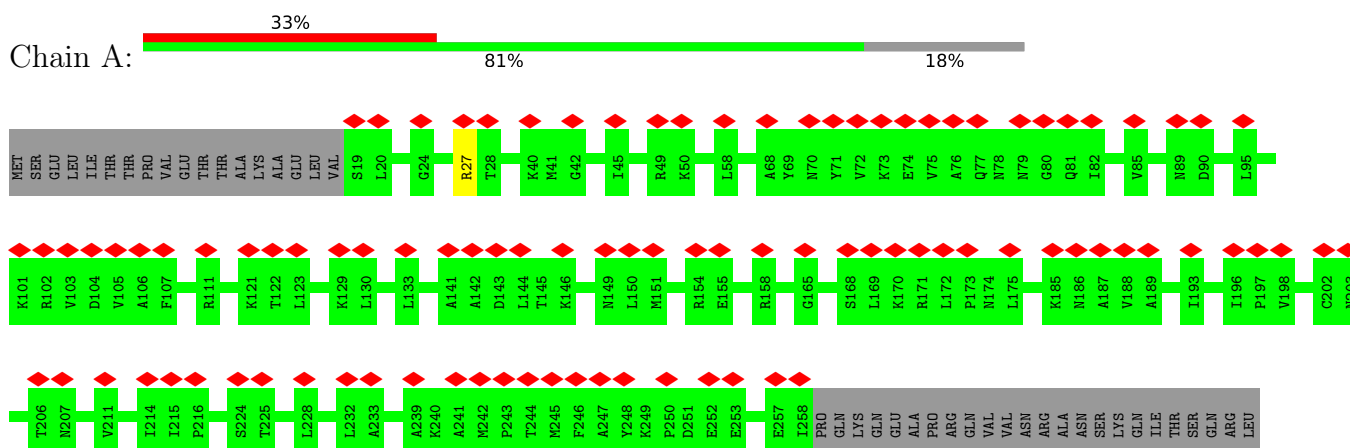 33%
Chain A:
81% 18%
MET SER GLU LEU ILE THR THR PRO VAL GLU THR THR ALA LYS ALA GLU LEU VAL S19 L20 G24 R27 T28 K40 M41 G42 I45 R49 K50 L58 A68 Y69 N70 Y71 V72 K73 E74 V75 A76 Q77 N78 N79 G80 Q81 I82 V85 N89 D90 L95
K101 R102 V103 D104 V105 A106 F107 R111 K121 T122 L123 K129 L130 L133 A141 A142 D143 L144 T145 K146 N149 L150 M151 R154 E155 R158 G165 S168 L169 K170 R171 L172 P173 N174 L175 K185 N186 A187 V188 A189 I193 I196 P197 V198 C202
T206 N207 V211 I214 I215 P216 S224 T225 L228 L232 A233 A239 K240 A241 M242 P243 T244 M245 F246 A247 Y248 K249 P250 D251 E252 E253 E257 I258 PRO GLN LYS GLN GLU ALA PRO ARG GLN VAL VAL ASN ARG ALA ASN SER LYS GLN ILE THR SER GLN ARG LEU